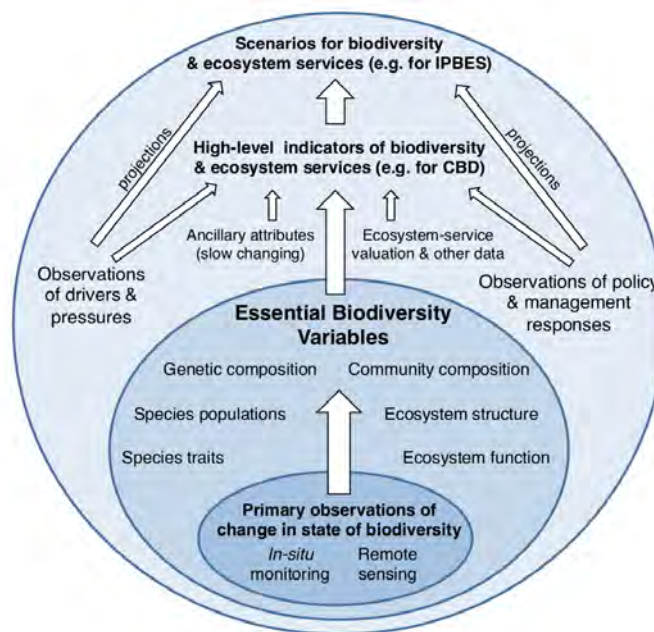 Scenarios for biodiversity
& ecosystem services (e.g. for IPBES)
projections
projections
High-level indicators of biodiversity
& ecosystem services (e.g. for CBD)
Ancillary attributes
(slow changing)
Ecosystem-service
valuation & other data
Observations
of drivers &
pressures
Observations of policy
& management
responses
Essential Biodiversity
Variables
Genetic composition
Community composition
Species populations
Ecosystem structure
Species traits
Ecosystem function
Primary observations of
change in state of biodiversity
In-situ
monitoring
Remote
sensing